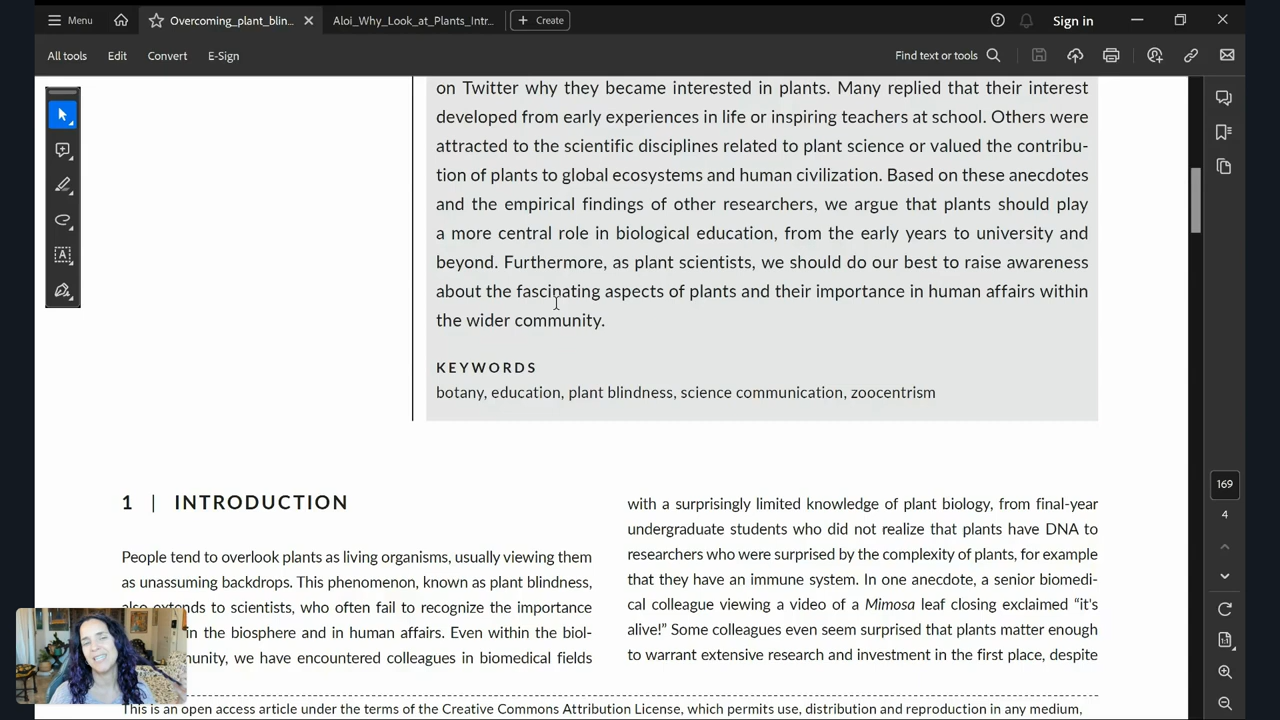 Menu
Overcoming_plant_blin...
Aloi_Why_Look_at_Plants_Intr...
Create
Sign in
All tools
Edit
Convert
E-Sign
Find text or tools
on Twitter why they became interested in plants. Many replied that their interest
developed from early experiences in life or inspiring teachers at school. Others were
attracted to the scientific disciplines related to plant science or valued the contribu-
tion of plants to global ecosystems and human civilization. Based on these anecdotes
and the empirical findings of other researchers, we argue that plants should play
a more central role in biological education, from the early years to university and
beyond. Furthermore, as plant scientists, we should do our best to raise awareness
about the fascinating aspects of plants and their importance in human affairs within
the wider community.
KEYWORDS
botany, education, plant blindness, science communication, zoocentrism
1 | INTRODUCTION
People tend to overlook plants as living organisms, usually viewing them
as unassuming backdrops. This phenomenon, known as plant blindness,
also extends to scientists, who often fail to recognize the importance
in the biosphere and in human affairs. Even within the biol-
we have encountered colleagues in biomedical fields
with a surprisingly limited knowledge of plant biology, from final-year
undergraduate students who did not realize that plants have DNA to
researchers who were surprised by the complexity of plants, for example
that they have an immune system. In one anecdote, a senior biomedi-
cal colleague viewing a video of a Mimosa leaf closing exclaimed “it's
alive!” Some colleagues even seem surprised that plants matter enough
to warrant extensive research and investment in the first place, despite
This is an open access article under the terms of the Creative Commons Attribution License, which permits use, distribution and reproduction in any medium,
169
4